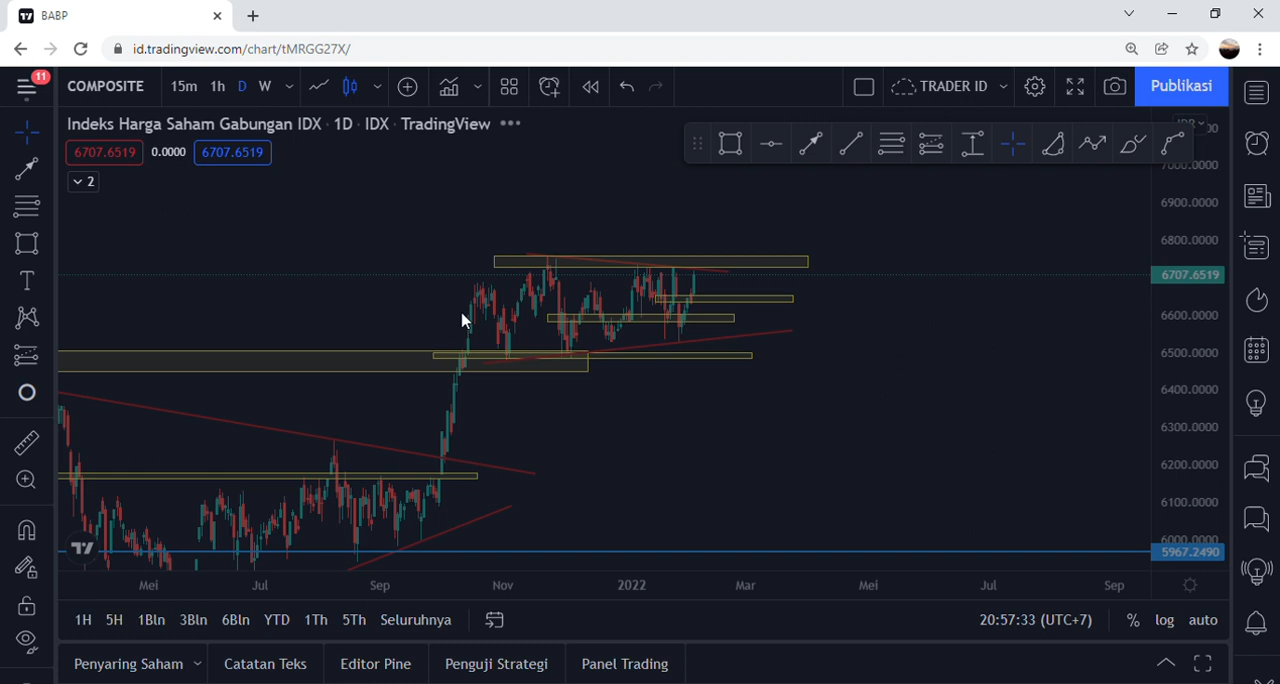 BABP
id.tradingview.com/chart/tMRGG27X/
11
COMPOSITE 15m 1h D W TRADER ID Publikasi
Indeks Harga Saham Gabungan IDX · 1D · IDX · TradingView
6707.6519 0.0000 6707.6519
2
7000.0000
6900.0000
6800.0000
6707.6519
6600.0000
6500.0000
6400.0000
6300.0000
6200.0000
6100.0000
6000.0000
5967.2490
Mei Jul Sep Nov 2022 Mar Mei Jul Sep
1H 5H 1Bln 3Bln 6Bln YTD 1Th 5Th Seluruhnya 20:57:33 (UTC+7) % log auto
Penyaring Saham Catatan Teks Editor Pine Penguji Strategi Panel Trading